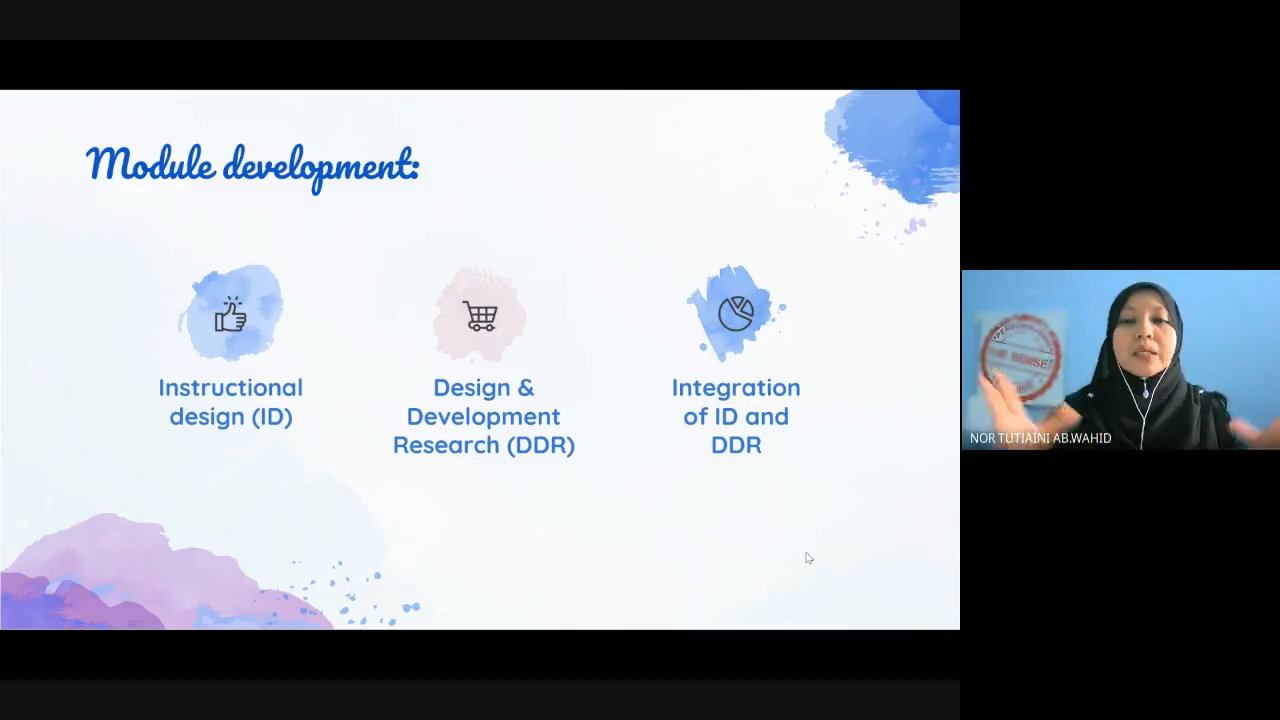 Module development:
Instructional
design (ID)
Design &
Development
Research (DDR)
Integration
of ID and
DDR
NOR TUTIAINI AB.WAHID